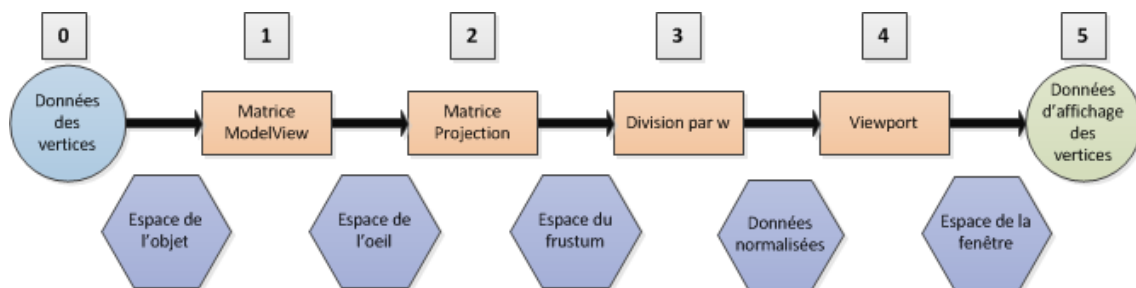 0
1
2
3
4
5
Données
des
vertices
Matrice
ModelView
Matrice
Projection
Division par w
Viewport
Données
d'affichage
des
vertices
Espace de
l'objet
Espace de
l'oeil
Espace du
frustum
Données
normalisées
Espace de la
fenêtre